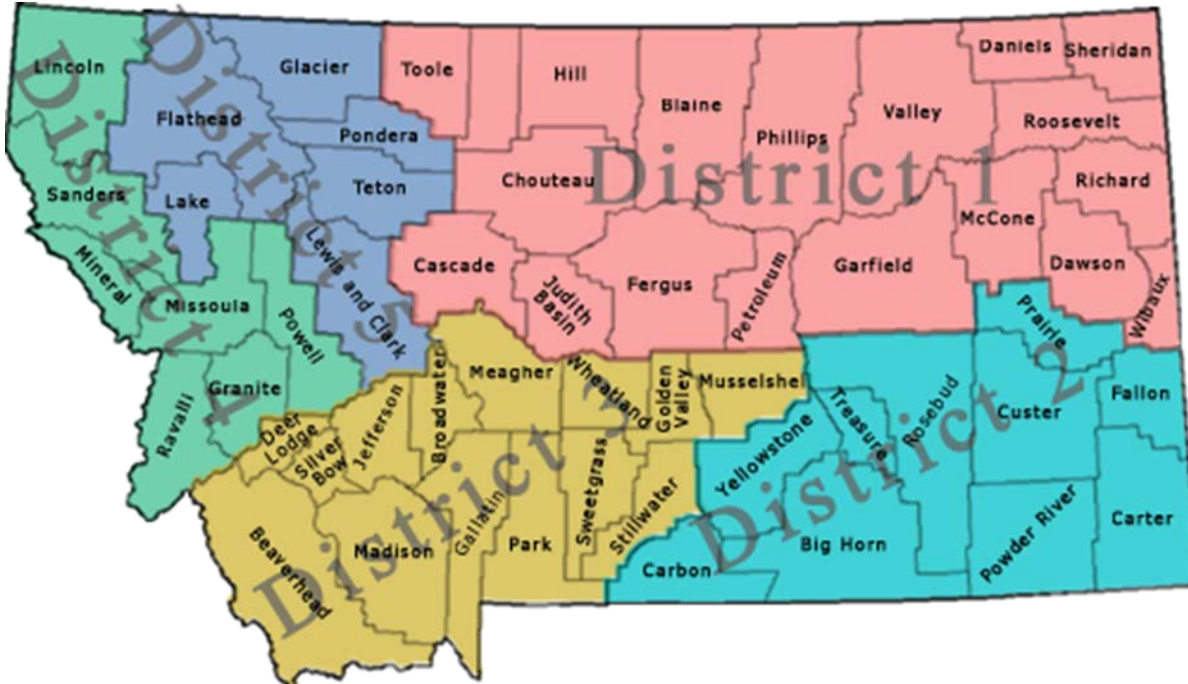 Lincoln
Glacier
Toole
Hill
Blaine
Daniels
Sheridan
Flathead
Pondera
Phillips
Valley
Roosevelt
Sanders
Lake
Teton
Chouteau
District 1
Richard
McCone
Mineral
Missoula
Powell
Lewis and Clark
Cascade
Judith
Basin
Fergus
Petroleum
Garfield
Dawson
Wibaux
Prairie
District 5
District 4
Ravalli
Granite
Deer
Lodge
Silver
Bow
Jefferson
Broadwater
Meagher
Wheatland
Golden
Valley
Musselshel
Yellowstone
Treasure
Rosebud
Custer
Fallon
District 3
District 2
Beaverhead
Madison
Gallatin
Park
Sweetgrass
Stillwater
Carbon
Big Horn
Powder River
Carter